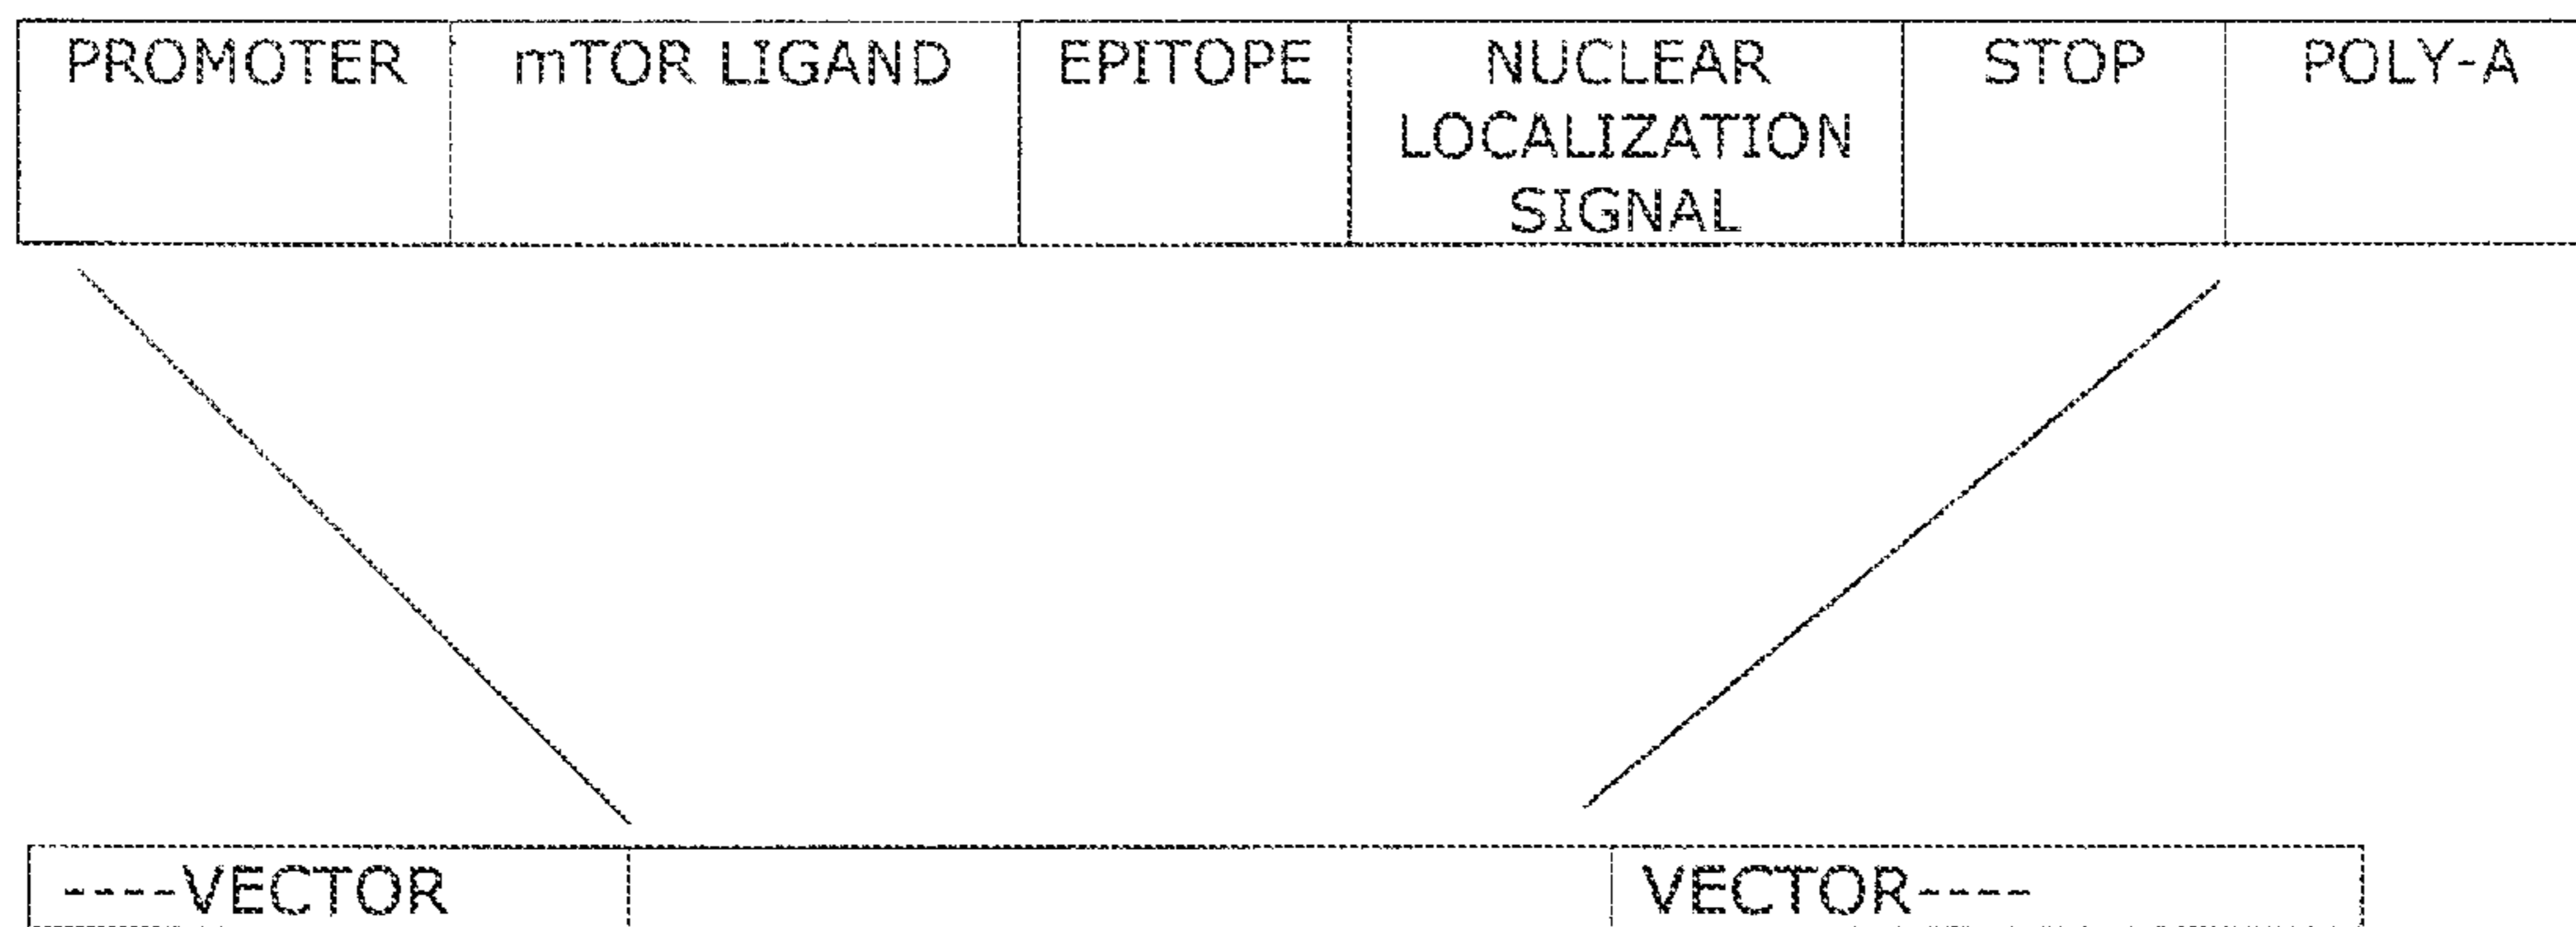 PROMOTER
mTOR LIGAND
EPITOPE
NUCLEAR
LOCALIZATION
SIGNAL
STOP
POLY-A
----VECTOR
VECTOR----